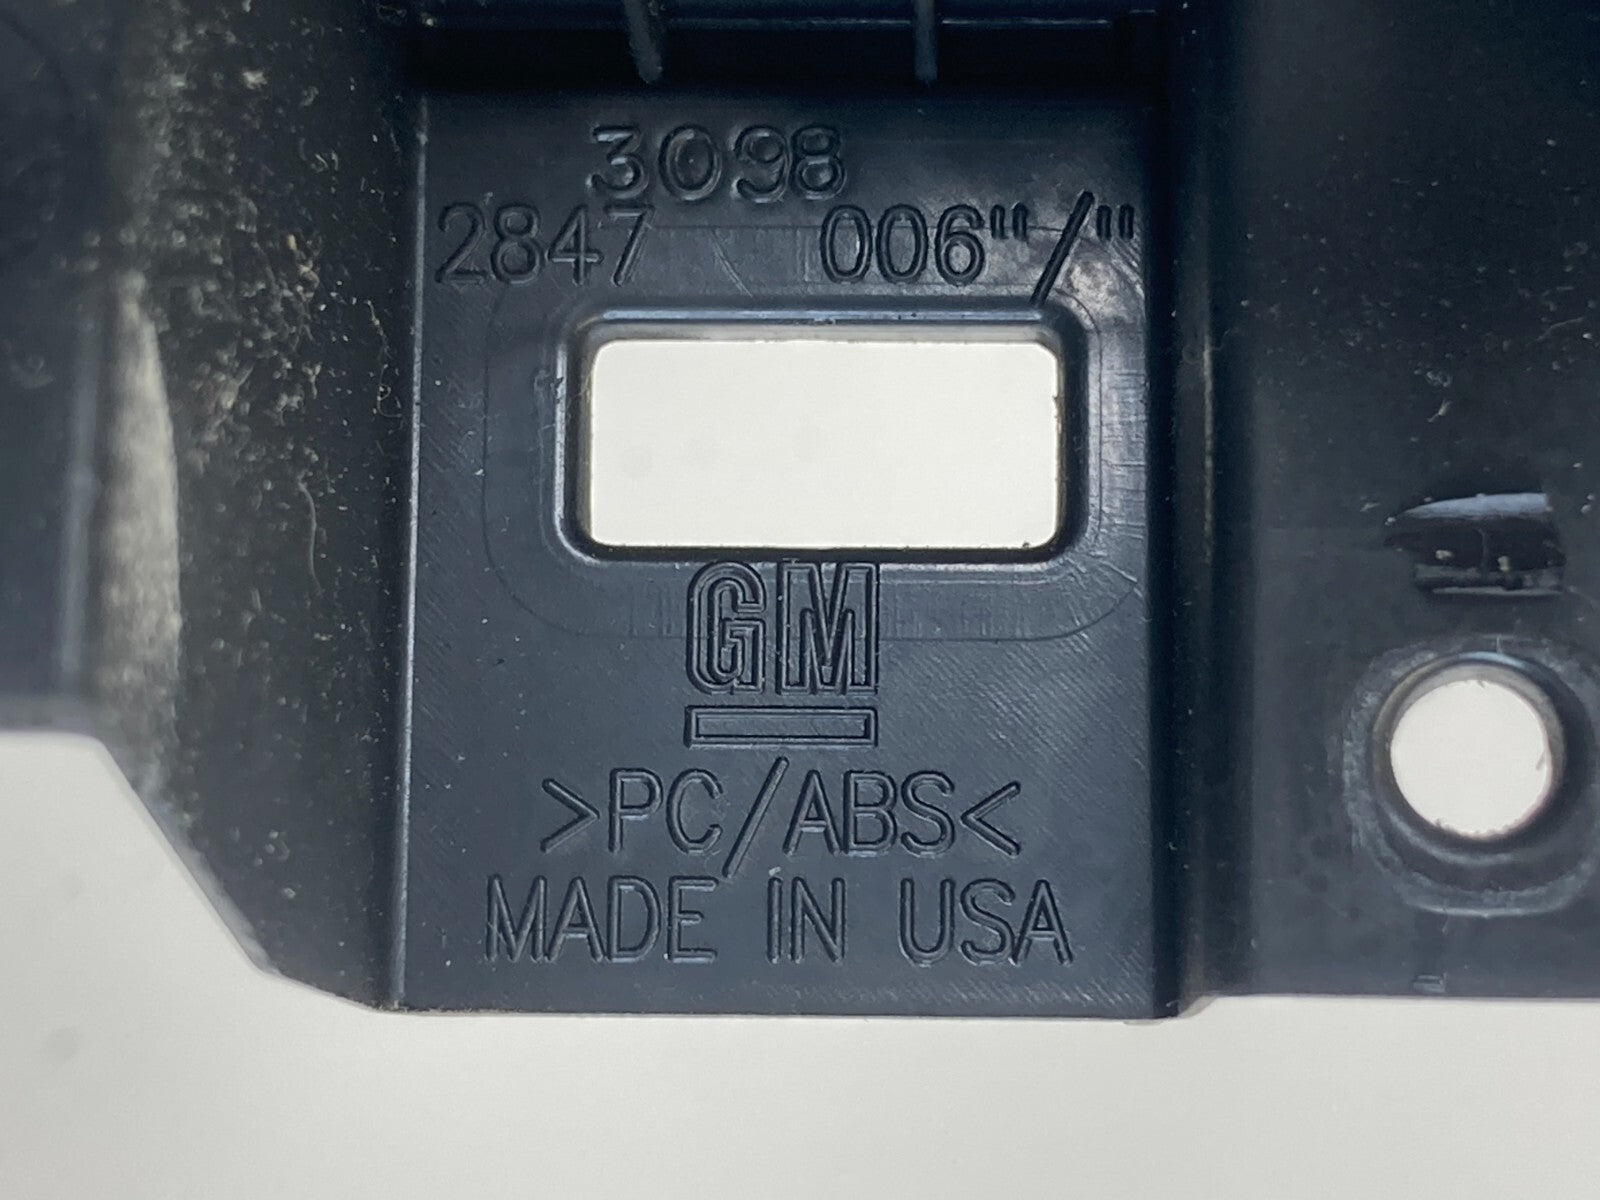 3098
2847 006"/"
GM
>PC/ABS<
MADE IN USA